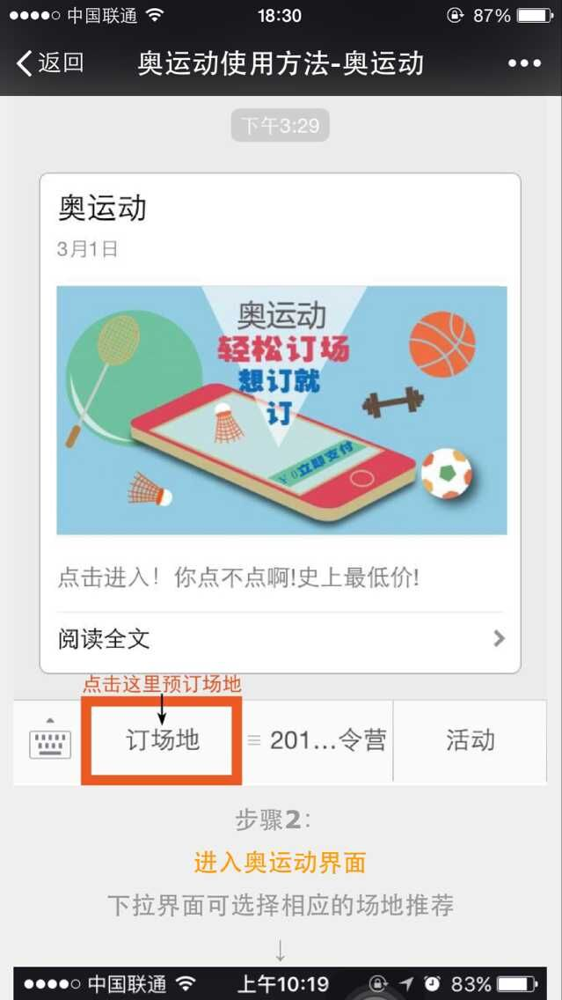 中国联通 18:30 87%
返回 奥运动使用方法-奥运动
下午3:29
奥运动
3月1日
奥运动
轻松订场
想订就
订
￥0立即支付
点击进入！你点不点啊!史上最低价!
阅读全文
点击这里预订场地
订场地 201...令营 活动
步骤2：
进入奥运动界面
下拉界面可选择相应的场地推荐
↓
中国联通 上午10:19 83%